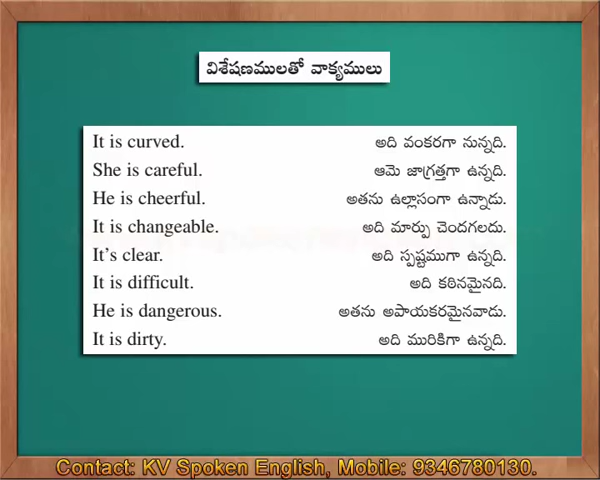 విశేషణములతో వాక్యములు
It is curved. అది వంకరగా నున్నది.
She is careful. ఆమె జాగ్రత్తగా ఉన్నది.
He is cheerful. అతను ఉల్లాసంగా ఉన్నాడు.
It is changeable. అది మార్పు చెందగలదు.
It’s clear. అది స్పష్టముగా ఉన్నది.
It is difficult. అది కఠినమైనది.
He is dangerous. అతను అపాయకరమైనవాడు.
It is dirty. అది మురికిగా ఉన్నది.
Contact: KV Spoken English, Mobile: 9346780130.